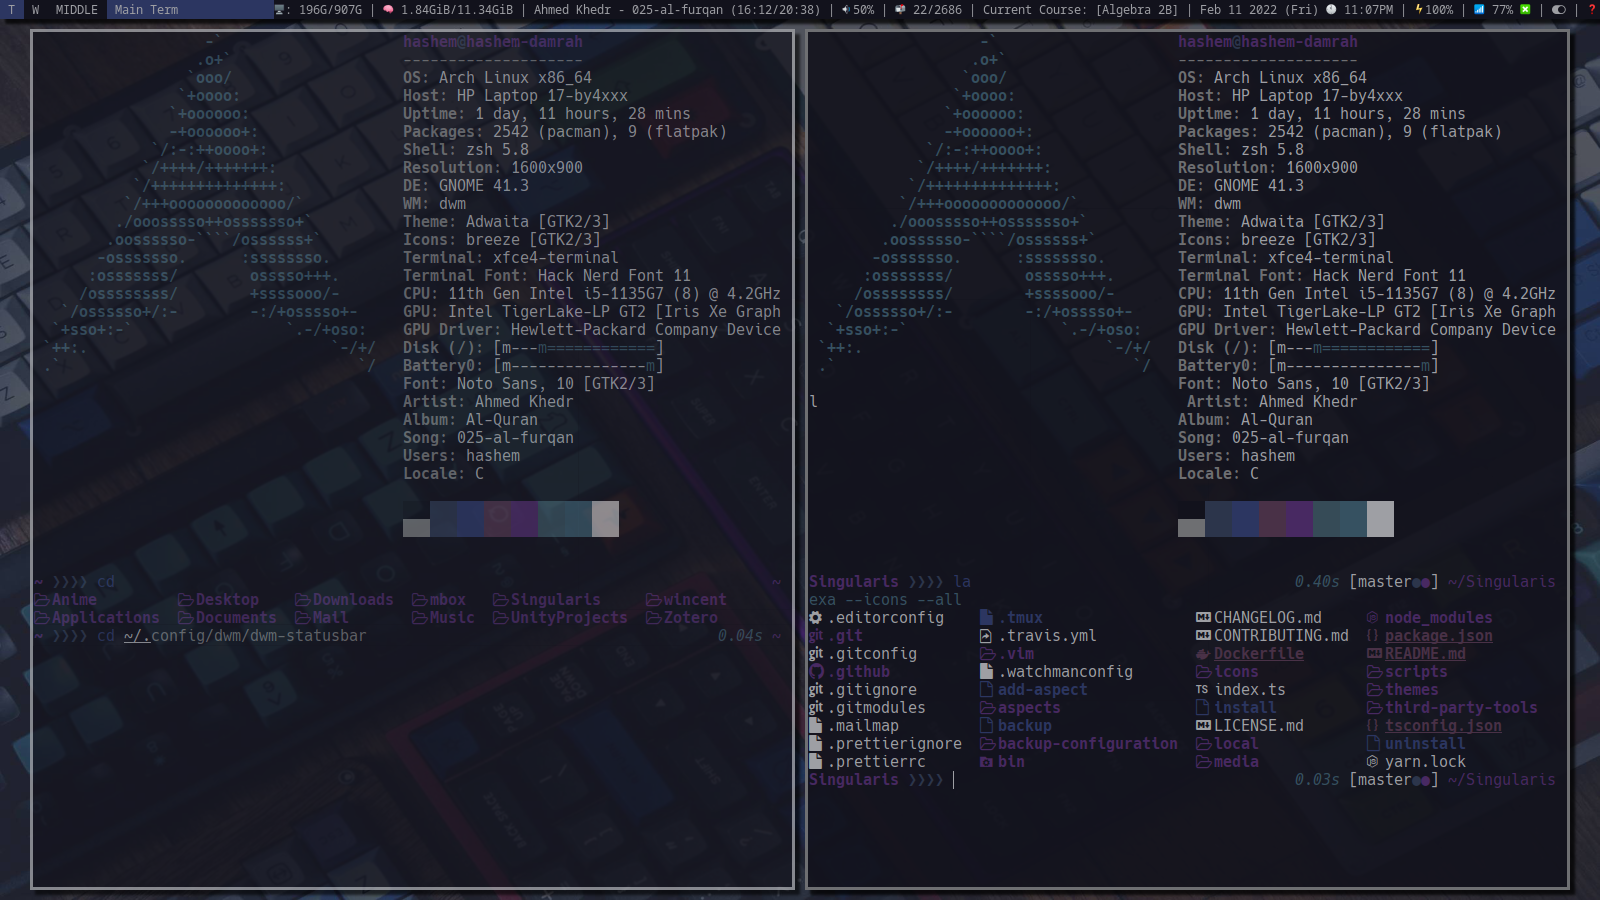 T W MIDDLE Main Term : 196G/907G | 1.84GiB/11.34GiB | Ahmed Khedr - 025-al-furqan (16:12/20:38) | 50% | 22/2686 | Current Course: [Algebra 2B] | Feb 11 2022 (Fri) 11:07PM | 100% | 77% | | ?
hashem@hashem-damrah
--------------------
OS: Arch Linux x86_64
Host: HP Laptop 17-by4xxx
Uptime: 1 day, 11 hours, 28 mins
Packages: 2542 (pacman), 9 (flatpak)
Shell: zsh 5.8
Resolution: 1600x900
DE: GNOME 41.3
WM: dwm
Theme: Adwaita [GTK2/3]
Icons: breeze [GTK2/3]
Terminal: xfce4-terminal
Terminal Font: Hack Nerd Font 11
CPU: 11th Gen Intel i5-1135G7 (8) @ 4.2GHz
GPU: Intel TigerLake-LP GT2 [Iris Xe Graph
GPU Driver: Hewlett-Packard Company Device
Disk (/): [m---m============]
Battery0: [m---------------m]
Font: Noto Sans, 10 [GTK2/3]
Artist: Ahmed Khedr
Album: Al-Quran
Song: 025-al-furqan
Users: hashem
Locale: C
~ ❯❯❯❯ cd ~
Anime Desktop Downloads mbox Singularis wincent
Applications Documents Mail Music UnityProjects Zotero
~ ❯❯❯❯ cd ~/.config/dwm/dwm-statusbar 0.04s ~
hashem@hashem-damrah
--------------------
OS: Arch Linux x86_64
Host: HP Laptop 17-by4xxx
Uptime: 1 day, 11 hours, 28 mins
Packages: 2542 (pacman), 9 (flatpak)
Shell: zsh 5.8
Resolution: 1600x900
DE: GNOME 41.3
WM: dwm
Theme: Adwaita [GTK2/3]
Icons: breeze [GTK2/3]
Terminal: xfce4-terminal
Terminal Font: Hack Nerd Font 11
CPU: 11th Gen Intel i5-1135G7 (8) @ 4.2GHz
GPU: Intel TigerLake-LP GT2 [Iris Xe Graph
GPU Driver: Hewlett-Packard Company Device
Disk (/): [m---m============]
Battery0: [m---------------m]
Font: Noto Sans, 10 [GTK2/3]
l Artist: Ahmed Khedr
Album: Al-Quran
Song: 025-al-furqan
Users: hashem
Locale: C
Singularis ❯❯❯❯ la 0.40s [master●●] ~/Singularis
exa --icons --all
.editorconfig .tmux CHANGELOG.md node_modules
git .git .travis.yml CONTRIBUTING.md package.json
git .gitconfig .vim Dockerfile README.md
.github .watchmanconfig icons scripts
git .gitignore add-aspect TS index.ts themes
git .gitmodules aspects install third-party-tools
.mailmap backup LICENSE.md tsconfig.json
.prettierignore backup-configuration local uninstall
.prettierrc bin media yarn.lock
Singularis ❯❯❯❯ 0.03s [master●●] ~/Singularis